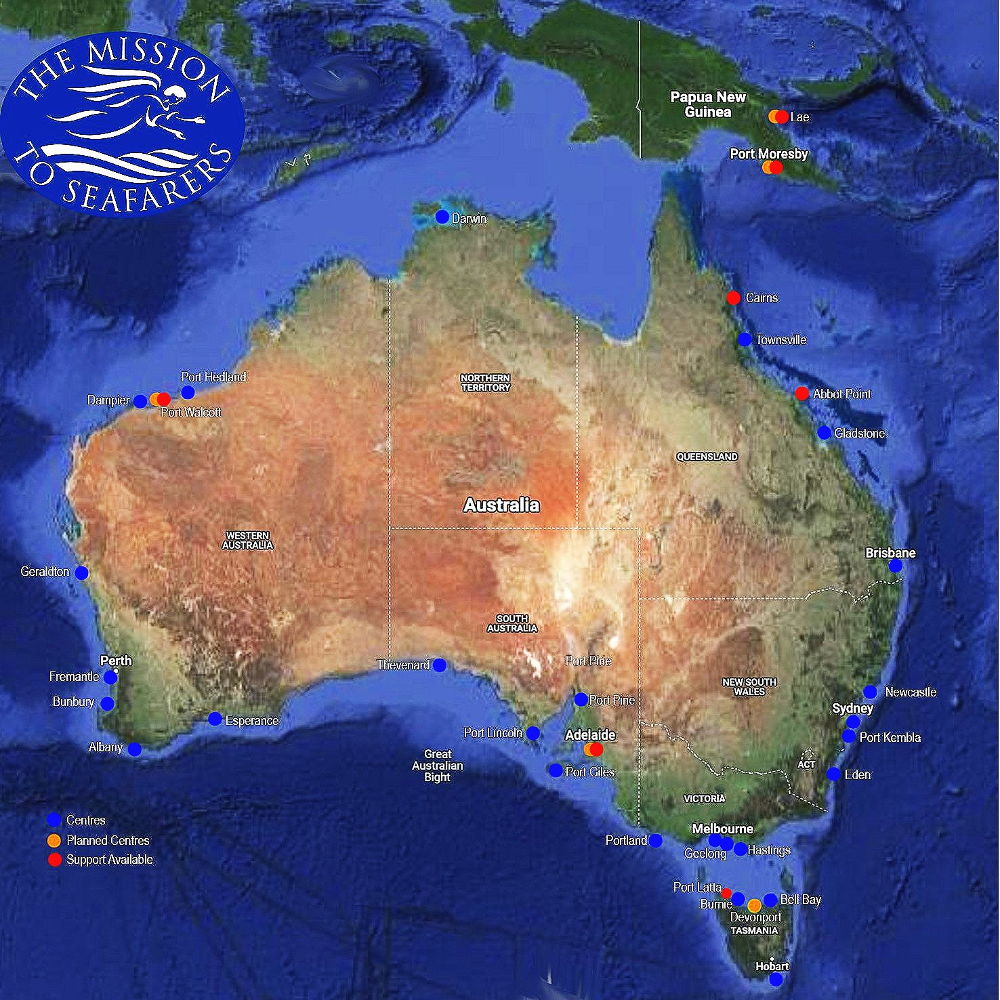 THE MISSION
TO SEAFARERS
Papua New
Guinea
Lae
Port Moresby
Darwin
Cairns
Townsville
Port Hedland
Dampier
Port Walcott
NORTHERN
TERRITORY
Abbot Point
Gladstone
QUEENSLAND
Australia
WESTERN
AUSTRALIA
Brisbane
Geraldton
SOUTH
AUSTRALIA
Perth
Port Pirie
Thevenard
Fremantle
NEW SOUTH
WALES
Newcastle
Bunbury
Port Pirie
Sydney
Esperance
Port Lincoln
Adelaide
Port Kembla
Albany
Great
Australian
Bight
ACT
Port Giles
Eden
VICTORIA
Centres
Melbourne
Planned Centres
Portland
Geelong
Hastings
Support Available
Port Latta
Burnie
Bell Bay
Devonport
TASMANIA
Hobart